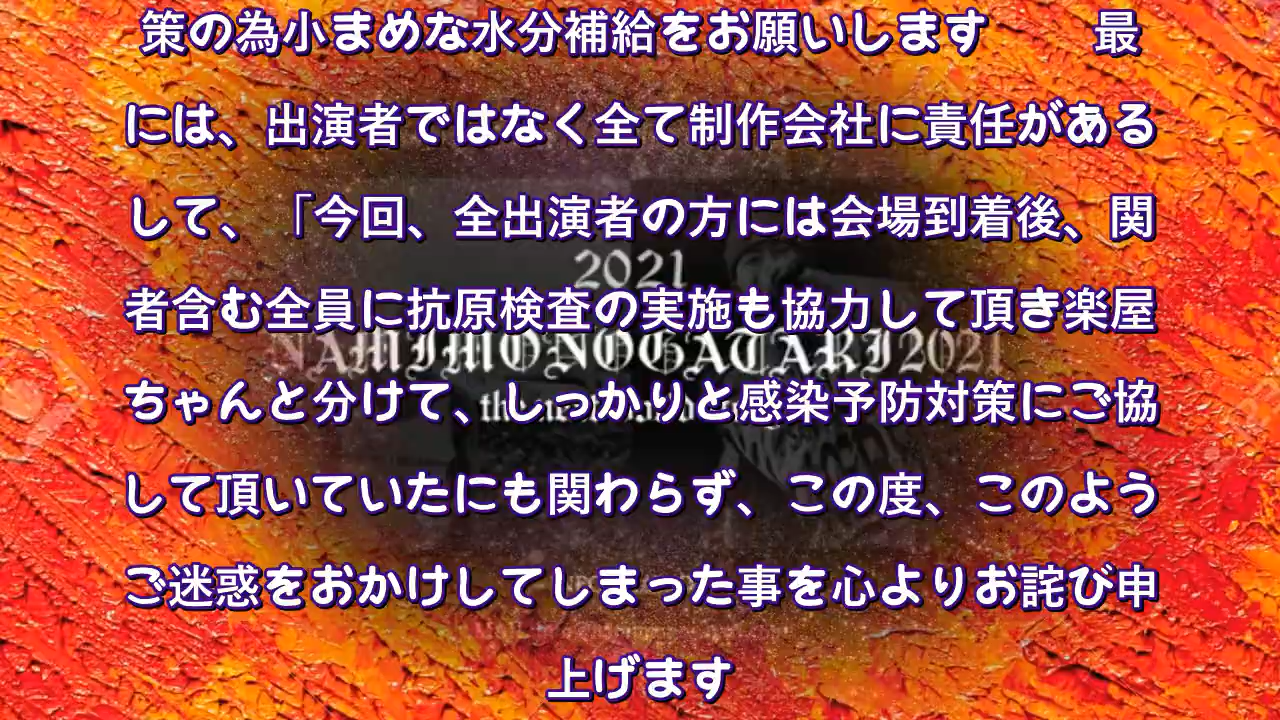 策の為小まめな水分補給をお願いします　　最
には、出演者ではなく全て制作会社に責任がある
して、「今回、全出演者の方には会場到着後、関
2021
者含む全員に抗原検査の実施も協力して頂き楽屋
NAMIMONOGATARI2021
ちゃんと分けて、しっかりと感染予防対策にご協
して頂いていたにも関わらず、この度、このよう
ご迷惑をおかけしてしまった事を心よりお詫び申
上げます